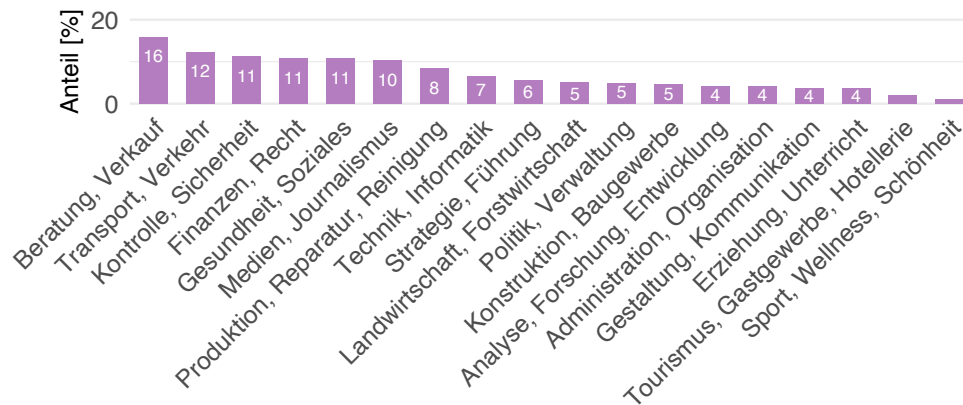 20
0
Anteil [%]
16
12
11
11
11
10
8
7
6
5
5
5
4
4
4
4
Beratung, Verkauf
Transport, Verkehr
Kontrolle, Sicherheit
Finanzen, Recht
Gesundheit, Soziales
Medien, Journalismus
Produktion, Reparatur, Reinigung
Technik, Informatik
Strategie, Führung
Landwirtschaft, Forstwirtschaft
Politik, Verwaltung
Konstruktion, Baugewerbe
Analyse, Forschung, Entwicklung
Administration, Organisation
Gestaltung, Kommunikation
Erziehung, Unterricht
Tourismus, Gastgewerbe, Hotellerie
Sport, Wellness, Schönheit